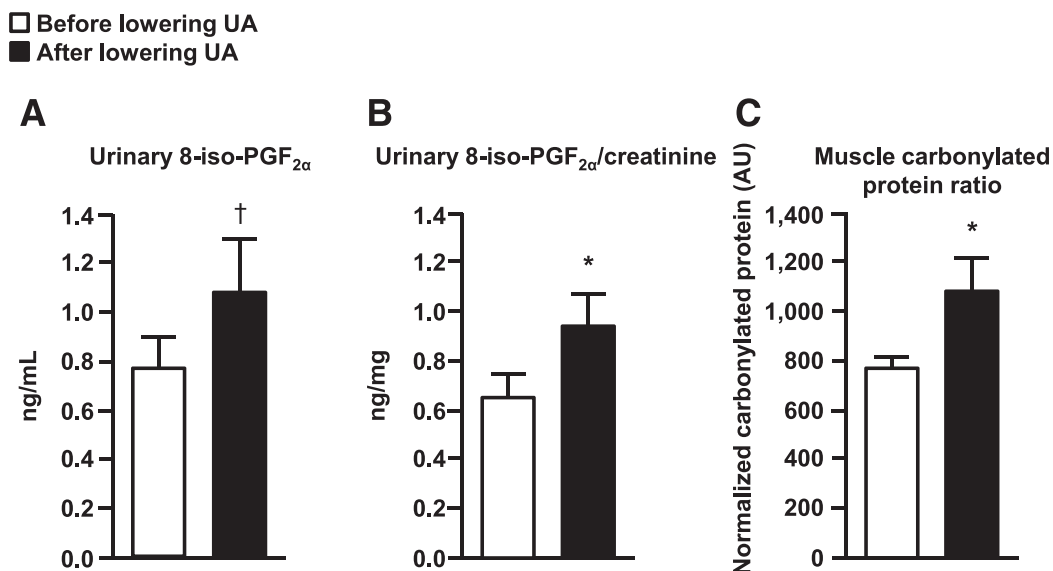 Before lowering UA
After lowering UA
A
Urinary 8-iso-PGF2α
ng/mL
1.4
1.2
1.0
0.8
0.6
0.4
0.2
0.0
†
B
Urinary 8-iso-PGF2α/creatinine
ng/mg
1.4
1.2
1.0
0.8
0.6
0.4
0.2
0.0
*
C
Muscle carbonylated
protein ratio
Normalized carbonylated protein (AU)
1,400
1,200
1,000
800
600
400
200
0
*